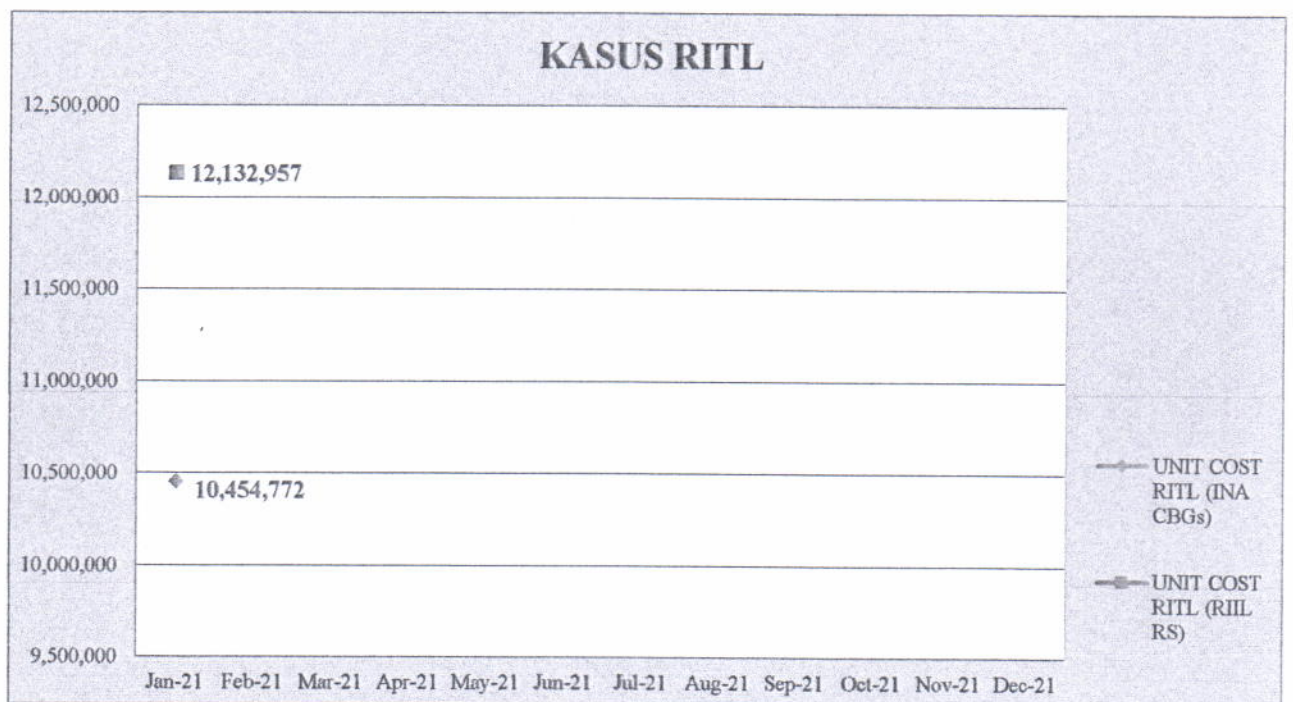 KASUS RITL
12,500,000
12,132,957
12,000,000
11,500,000
11,000,000
10,500,000
10,454,772
10,000,000
9,500,000
Jan-21 Feb-21 Mar-21 Apr-21 May-21 Jun-21 Jul-21 Aug-21 Sep-21 Oct-21 Nov-21 Dec-21
UNIT COST
RITL (INA
CBGs)
UNIT COST
RITL (RIIL
RS)